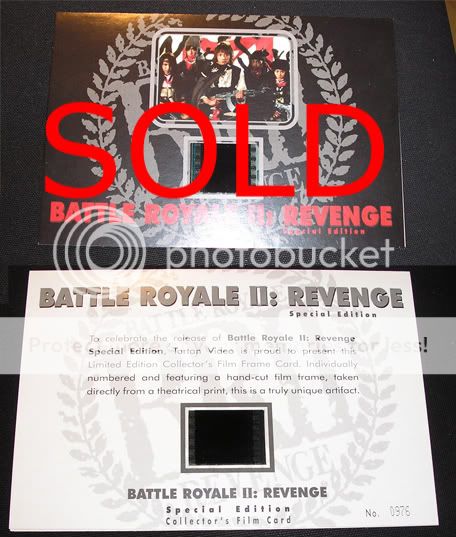 SOLD
BATTLE ROYALE II: REVENGE
Special Edition
photobucket
BATTLE ROYALE II: REVENGE
Special Edition
To celebrate the release of Battle Royale II: Revenge
Special Edition, Tartan Video is proud to present this
Limited Edition Collector's Film Frame Card. Individually
numbered and featuring a hand-cut film frame, taken
directly from a theatrical print, this is a truly unique artifact.
REVENGE
BATTLE ROYALE II: REVENGE
Special Edition
Collector's Film Card
No. 0976